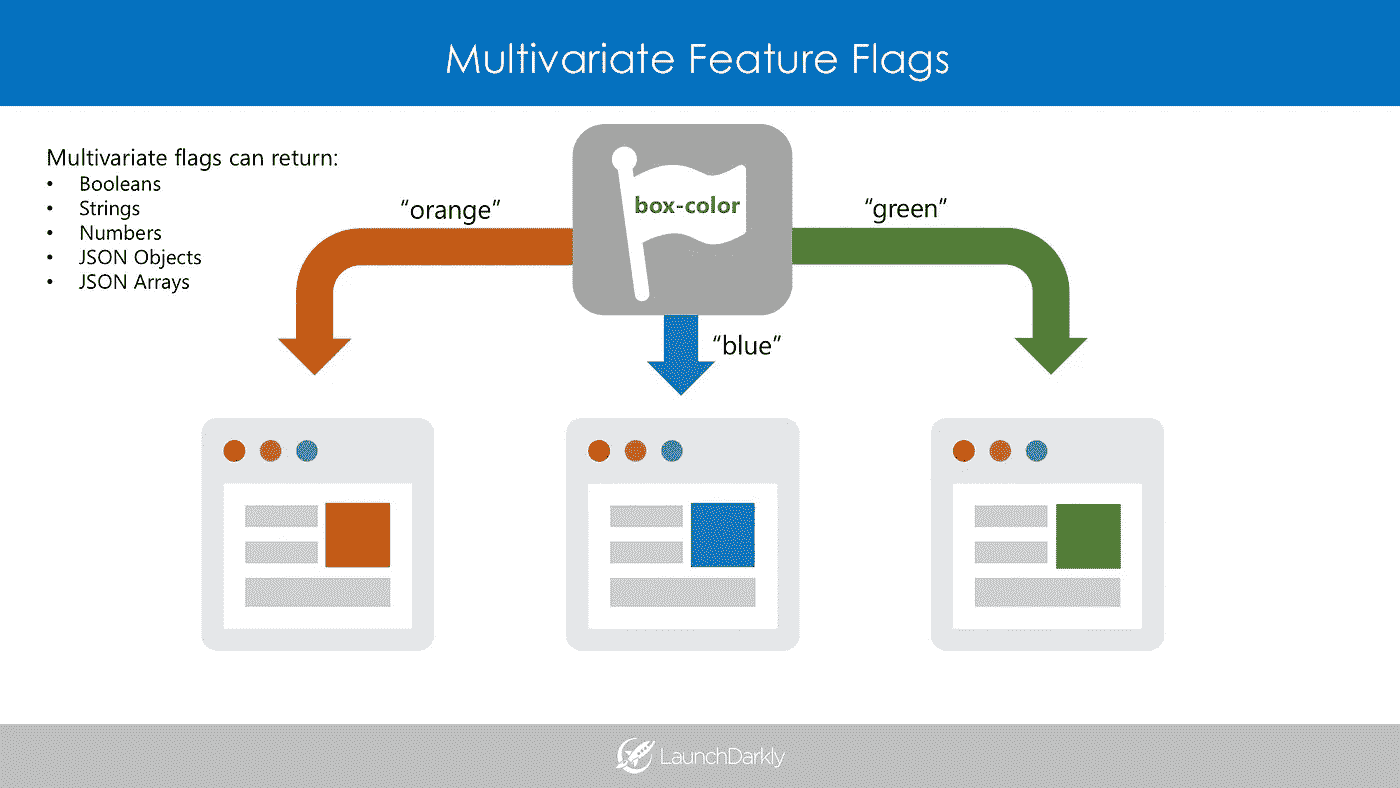 Multivariate Feature Flags
Multivariate flags can return:
• Booleans
• Strings
• Numbers
• JSON Objects
• JSON Arrays
“orange”
box-color
“green”
“blue”
LaunchDarkly